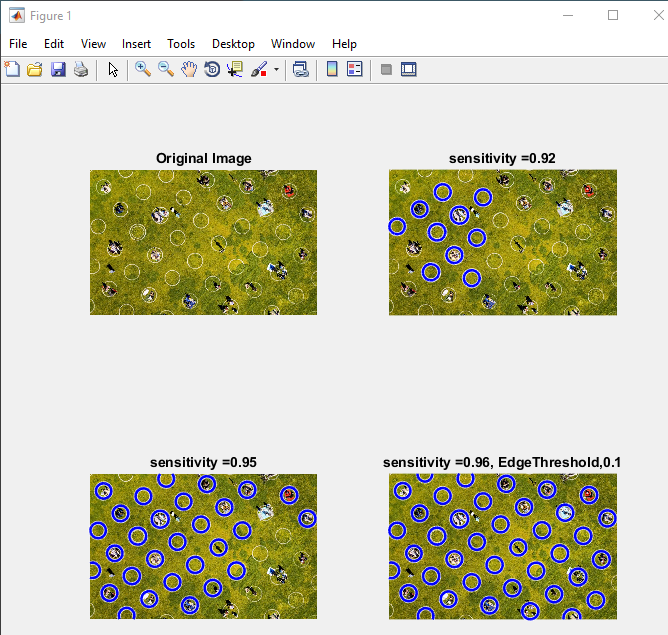 Figure 1
File Edit View Insert Tools Desktop Window Help
Original Image
sensitivity =0.92
sensitivity =0.95
sensitivity =0.96, EdgeThreshold,0.1